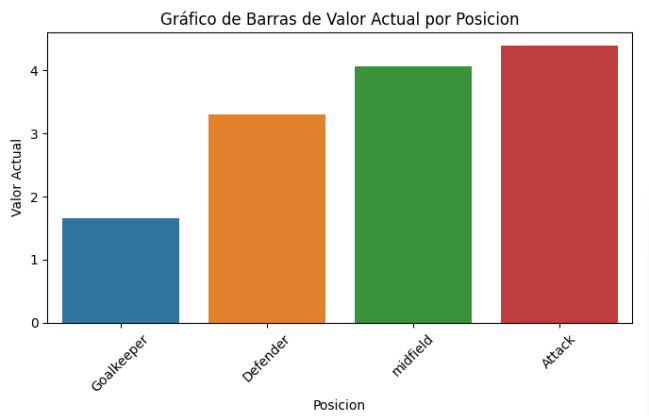 Gráfico de Barras de Valor Actual por Posicion
Valor Actual
4
3
2
1
0
Goalkeeper
Defender
midfield
Attack
Posicion